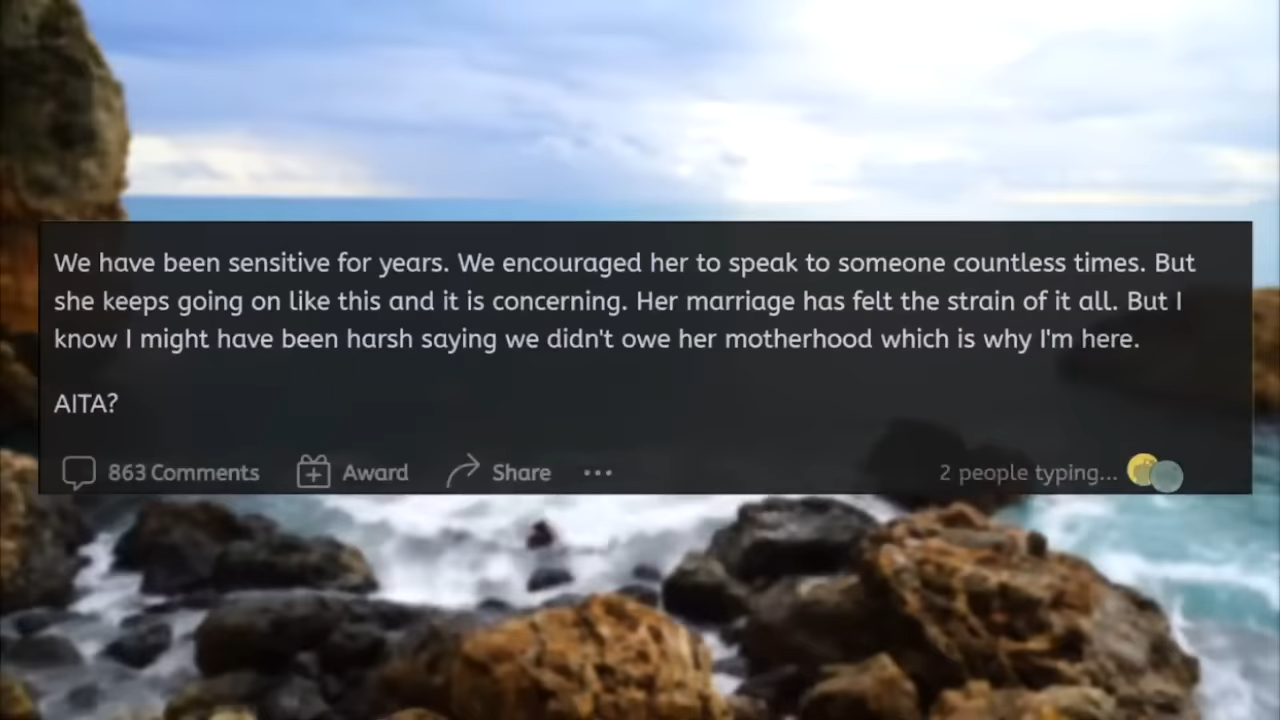 We have been sensitive for years. We encouraged her to speak to someone countless times. But
she keeps going on like this and it is concerning. Her marriage has felt the strain of it all. But I
know I might have been harsh saying we didn't owe her motherhood which is why I'm here.
AITA?
863 Comments Award Share ... 2 people typing...